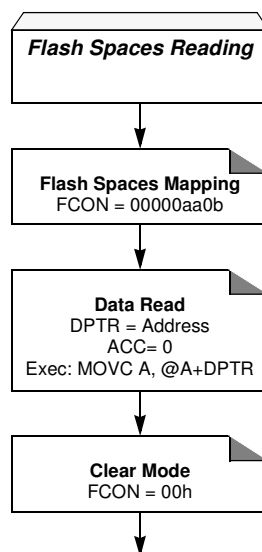 Flash Spaces Reading
Flash Spaces Mapping
FCON = 00000aa0b
Data Read
DPTR = Address
ACC= 0
Exec: MOVC A, @A+DPTR
Clear Mode
FCON = 00h